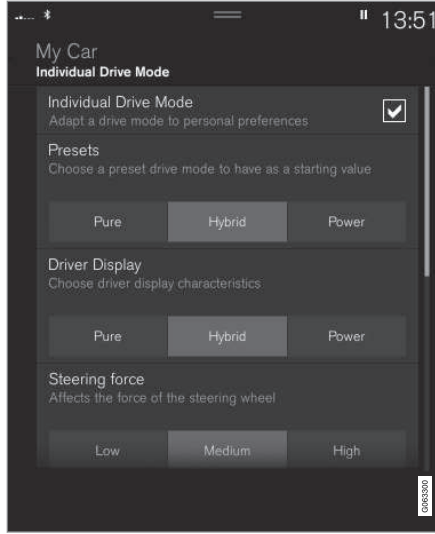 13:51
My Car
Individual Drive Mode
Individual Drive Mode
Adapt a drive mode to personal preferences
Presets
Choose a preset drive mode to have as a starting value
Pure Hybrid Power
Driver Display
Choose driver display characteristics
Pure Hybrid Power
Steering force
Affects the force of the steering wheel
Low Medium High
G063300